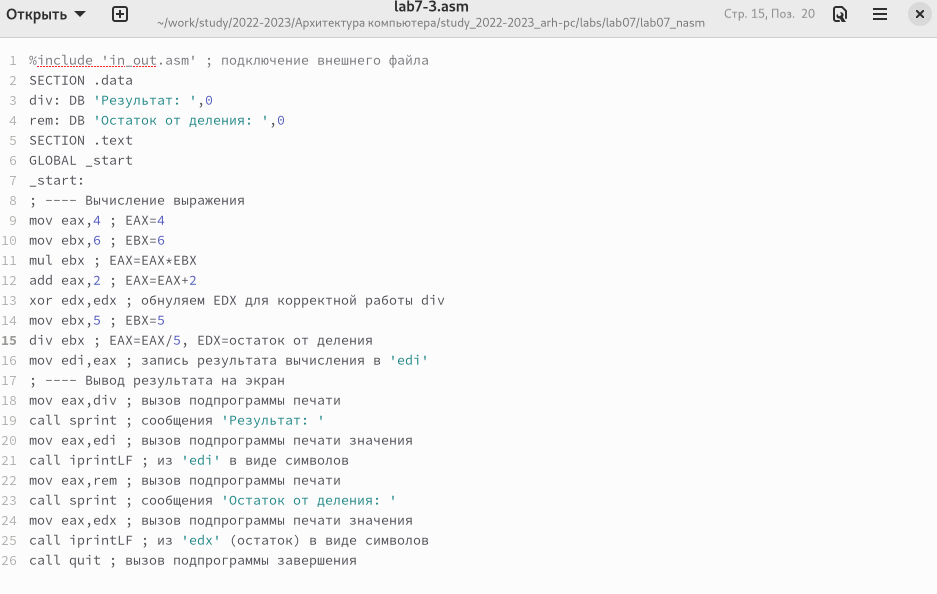 Открыть
lab7-3.asm
~/work/study/2022-2023/Архитектура компьютера/study_2022-2023_arh-pc/labs/lab07/lab07_nasm
Стр. 15, Поз. 20
1 %include 'in_out.asm' ; подключение внешнего файла
2 SECTION .data
3 div: DB 'Результат: ',0
4 rem: DB 'Остаток от деления: ',0
5 SECTION .text
6 GLOBAL _start
7 _start:
8 ; ---- Вычисление выражения
9 mov eax,4 ; EAX=4
10 mov ebx,6 ; EBX=6
11 mul ebx ; EAX=EAX*EBX
12 add eax,2 ; EAX=EAX+2
13 xor edx,edx ; обнуляем EDX для корректной работы div
14 mov ebx,5 ; EBX=5
15 div ebx ; EAX=EAX/5, EDX=остаток от деления
16 mov edi,eax ; запись результата вычисления в 'edi'
17 ; ---- Вывод результата на экран
18 mov eax,div ; вызов подпрограммы печати
19 call sprint ; сообщения 'Результат: '
20 mov eax,edi ; вызов подпрограммы печати значения
21 call iprintLF ; из 'edi' в виде символов
22 mov eax,rem ; вызов подпрограммы печати
23 call sprint ; сообщения 'Остаток от деления: '
24 mov eax,edx ; вызов подпрограммы печати значения
25 call iprintLF ; из 'edx' (остаток) в виде символов
26 call quit ; вызов подпрограммы завершения